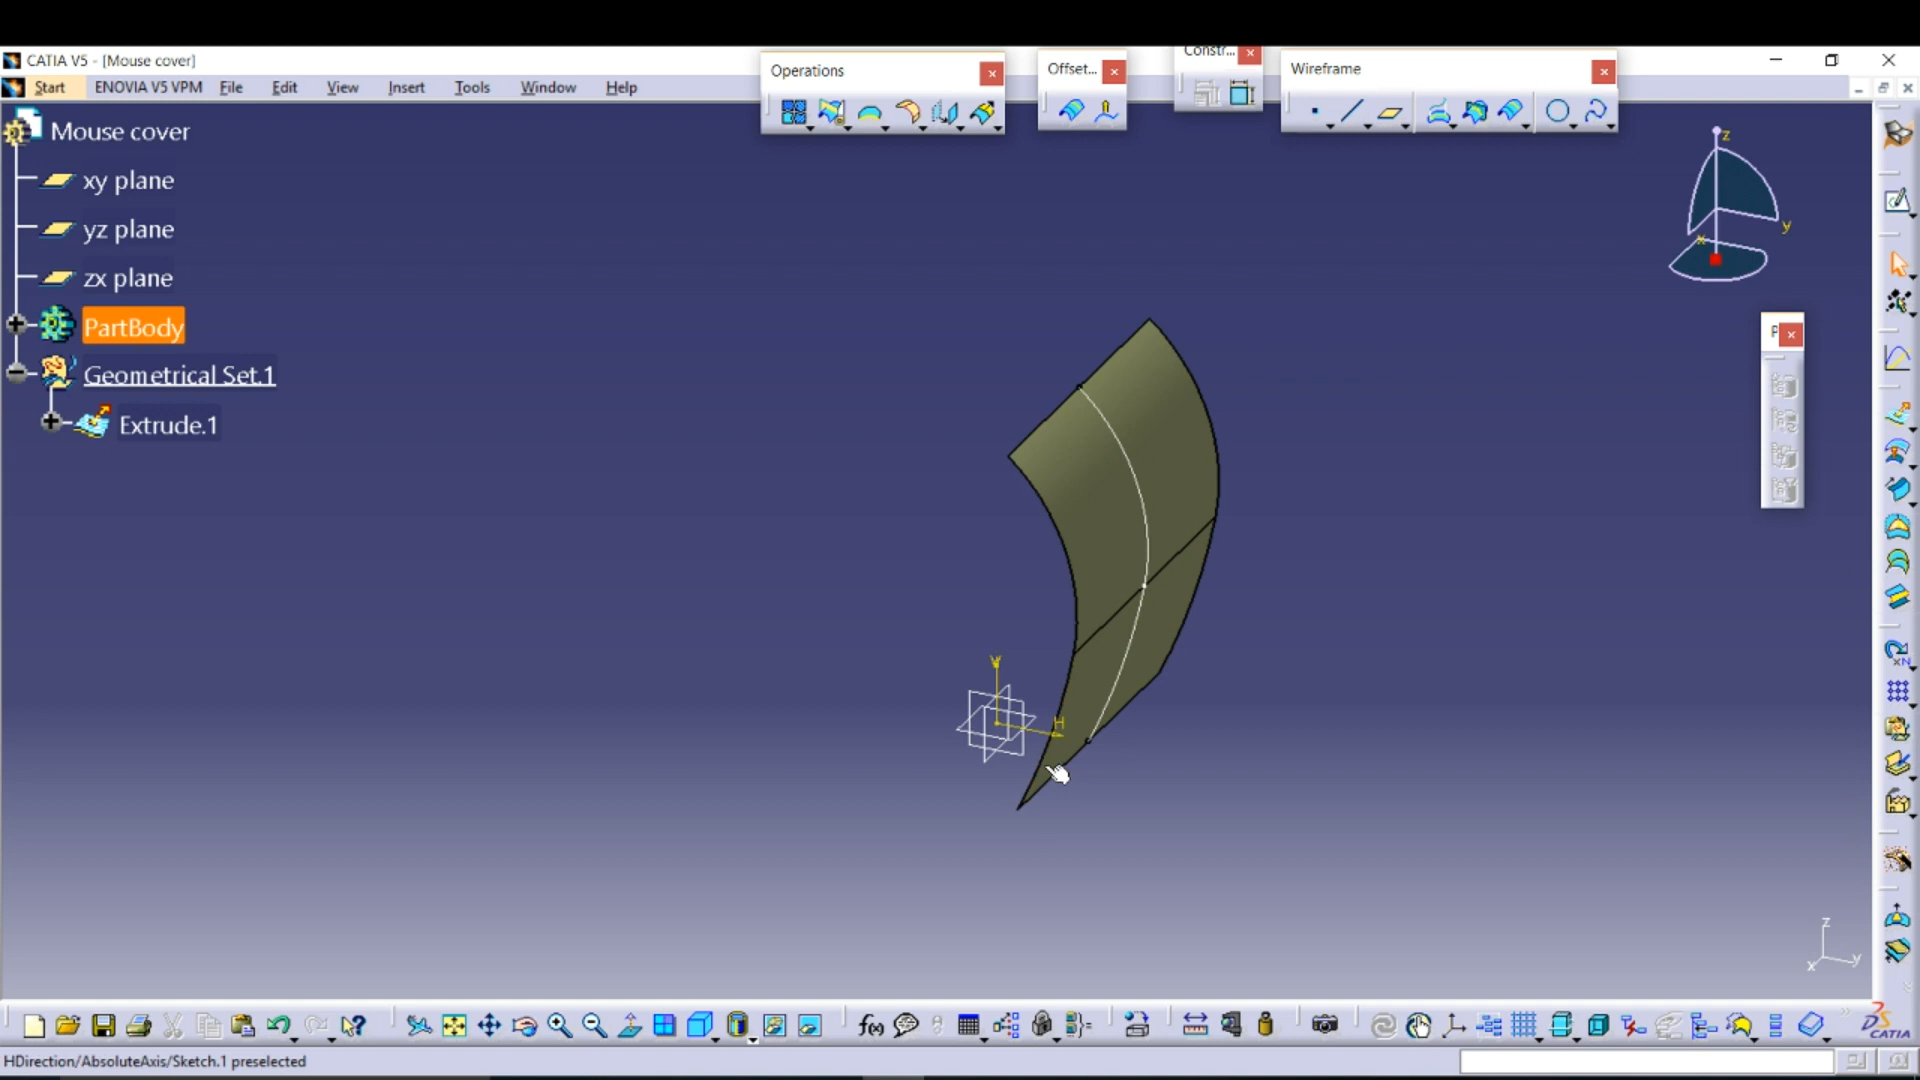 CATIA V5 - [Mouse cover]
Start ENOVIA V5 VPM File Edit View Insert Tools Window Help
Operations
Offset...
Constr...
Wireframe
Mouse cover
xy plane
yz plane
zx plane
PartBody
Geometrical Set.1
Extrude.1
z
y
x
P
V
H
z
x
y
XN
f(x)
CATIA
HDirection/AbsoluteAxis/Sketch.1 preselected